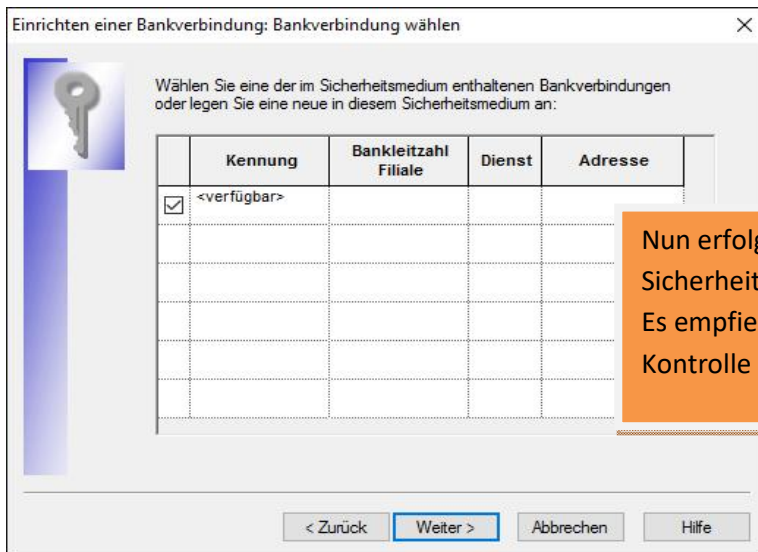 Einrichten einer Bankverbindung: Bankverbindung wählen
Wählen Sie eine der im Sicherheitsmedium enthaltenen Bankverbindungen
oder legen Sie eine neue in diesem Sicherheitsmedium an:
Kennung Bankleitzahl Filiale Dienst Adresse
<verfügbar>
Nun erfolg
Sicherheit
Es empfie
Kontrolle
< Zurück Weiter > Abbrechen Hilfe